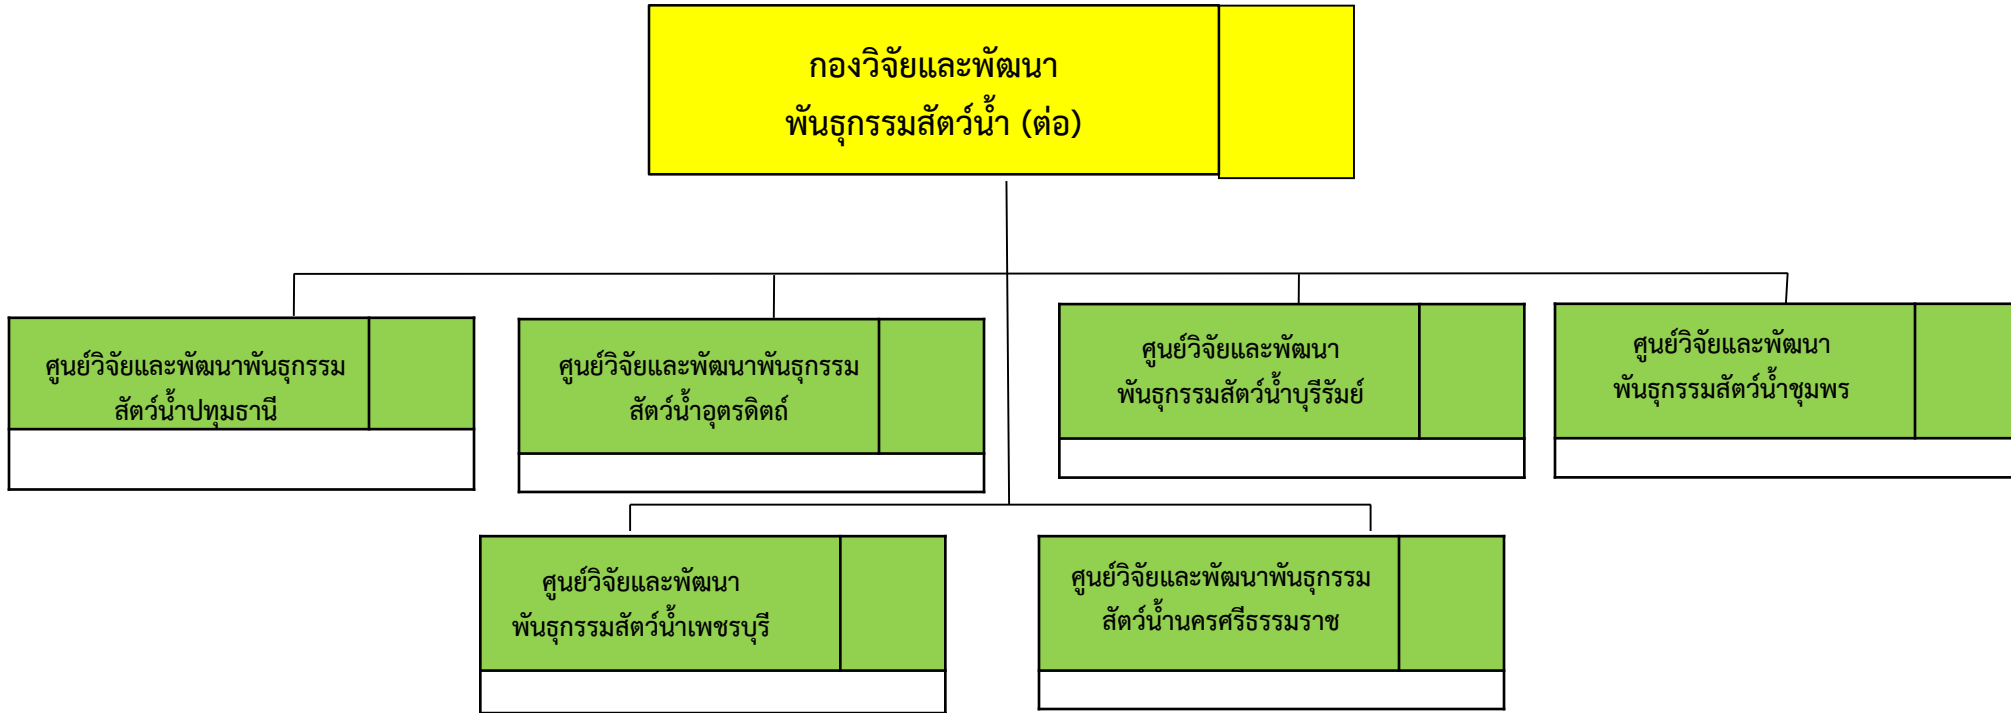 กองวิจัยและพัฒนา
พันธุกรรมสัตว์น้ำ (ต่อ)
ศูนย์วิจัยและพัฒนาพันธุกรรม
สัตว์น้ำปทุมธานี
ศูนย์วิจัยและพัฒนาพันธุกรรม
สัตว์น้ำอุตรดิตถ์
ศูนย์วิจัยและพัฒนา
พันธุกรรมสัตว์น้ำบุรีรัมย์
ศูนย์วิจัยและพัฒนา
พันธุกรรมสัตว์น้ำชุมพร
ศูนย์วิจัยและพัฒนา
พันธุกรรมสัตว์น้ำเพชรบุรี
ศูนย์วิจัยและพัฒนาพันธุกรรม
สัตว์น้ำนครศรีธรรมราช